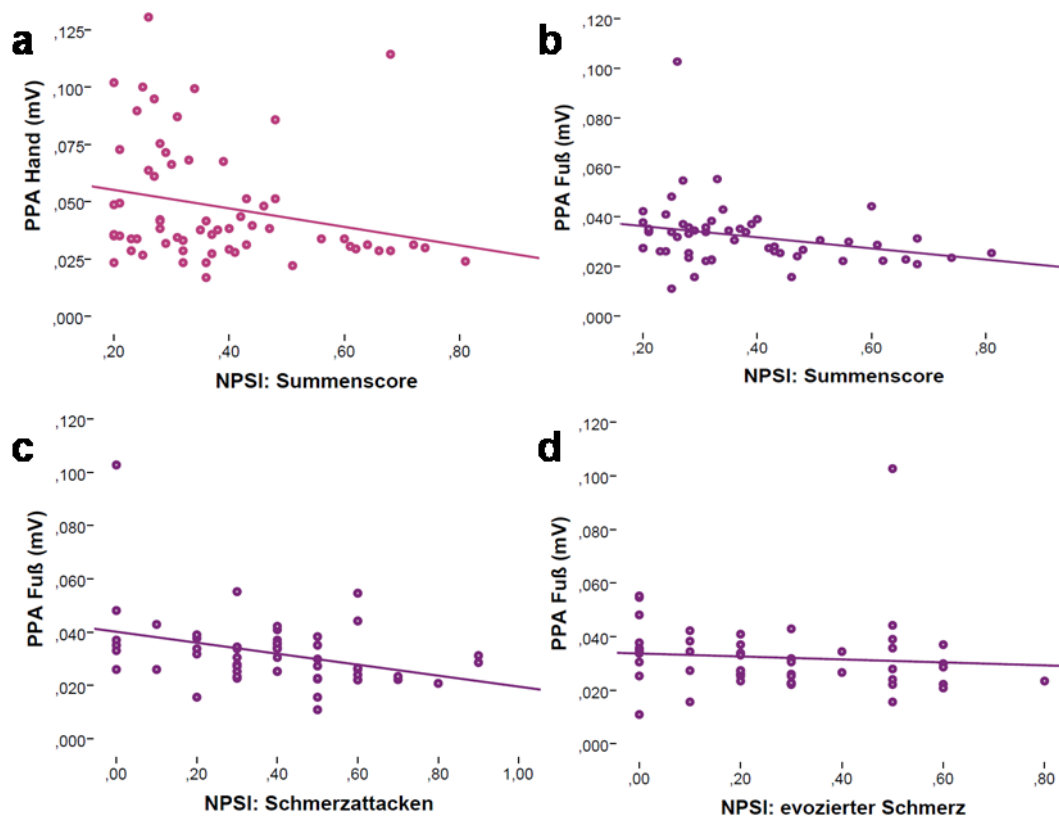 a
PPA Hand (mV)
,125
,100
,075
,050
,025
,000
,20 ,40 ,60 ,80
NPSI: Summenscore
b
PPA Fuß (mV)
,120
,100
,080
,060
,040
,020
,000
,20 ,40 ,60 ,80
NPSI: Summenscore
c
PPA Fuß (mV)
,120
,100
,080
,060
,040
,020
,000
,00 ,20 ,40 ,60 ,80 1,00
NPSI: Schmerzattacken
d
PPA Fuß (mV)
,120
,100
,080
,060
,040
,020
,000
,00 ,20 ,40 ,60 ,80
NPSI: evozierter Schmerz